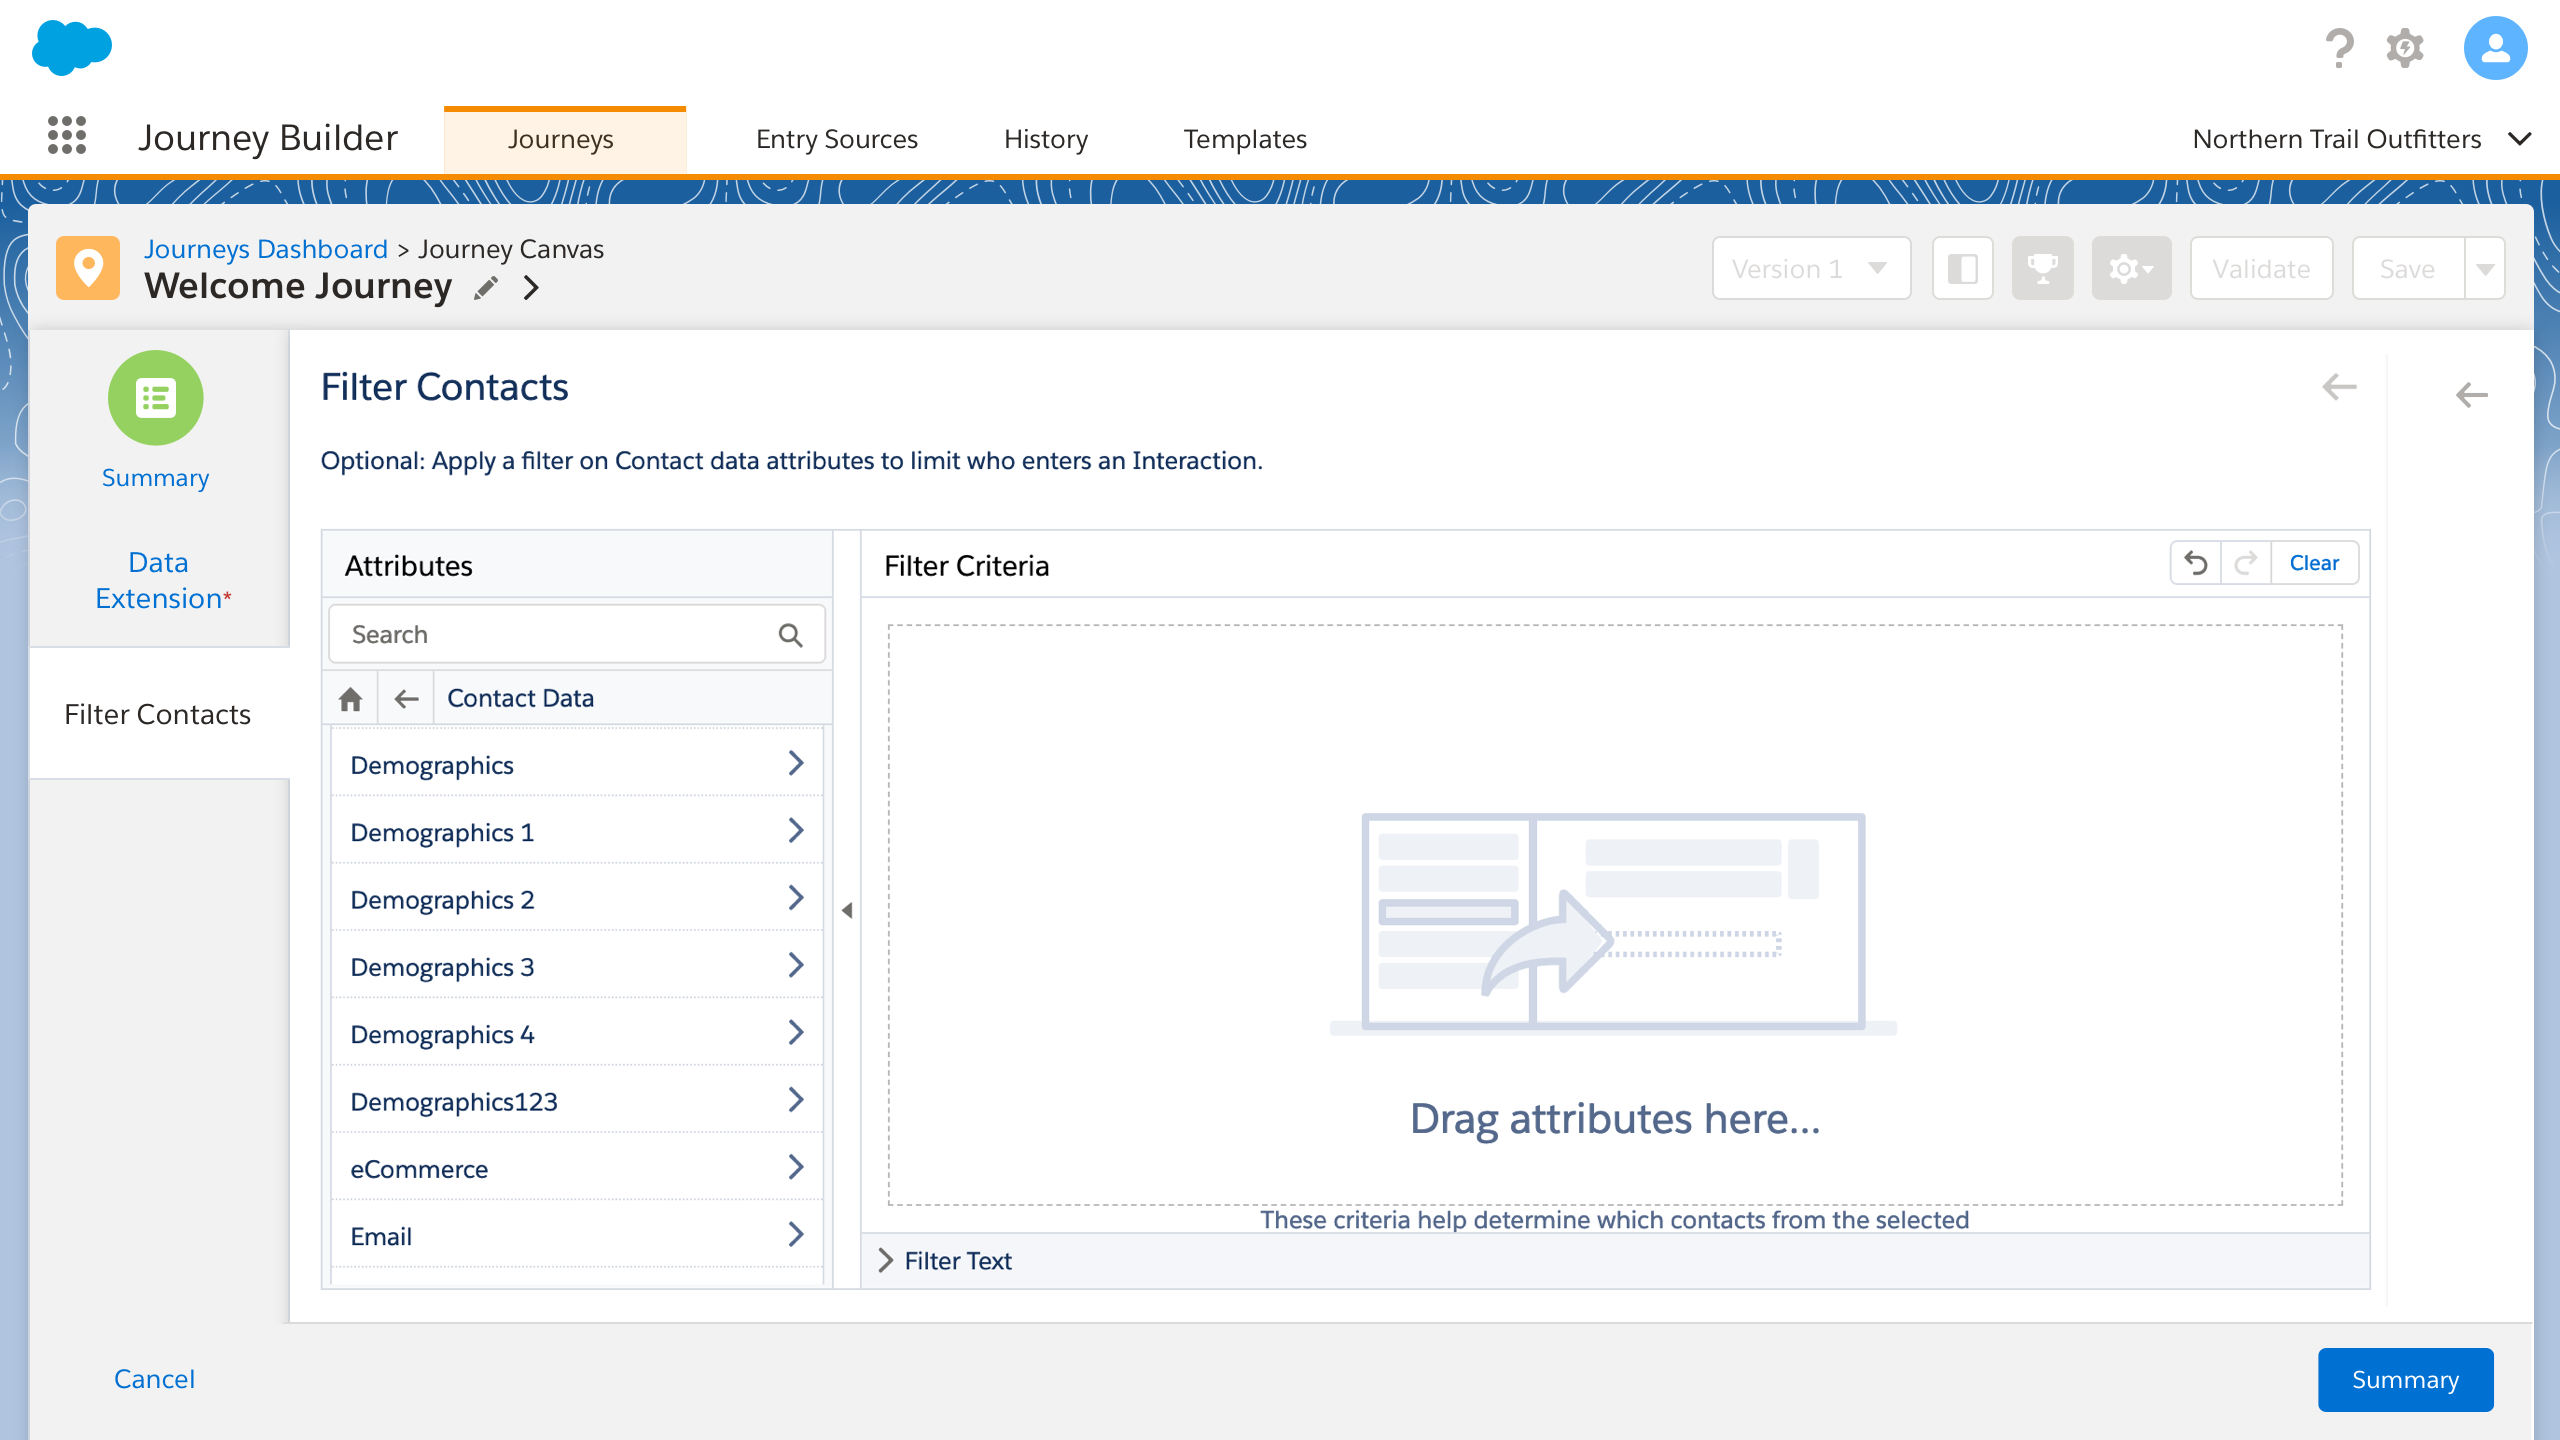 Journey Builder
Journeys
Entry Sources
History
Templates
Northern Trail Outfitters
Journeys Dashboard > Journey Canvas
Welcome Journey
Version 1
Validate
Save
Summary
Data
Extension*
Filter Contacts
Filter Contacts
Optional: Apply a filter on Contact data attributes to limit who enters an Interaction.
Attributes
Search
Contact Data
Demographics
Demographics 1
Demographics 2
Demographics 3
Demographics 4
Demographics123
eCommerce
Email
Filter Criteria
Clear
Drag attributes here...
These criteria help determine which contacts from the selected
Filter Text
Cancel
Summary